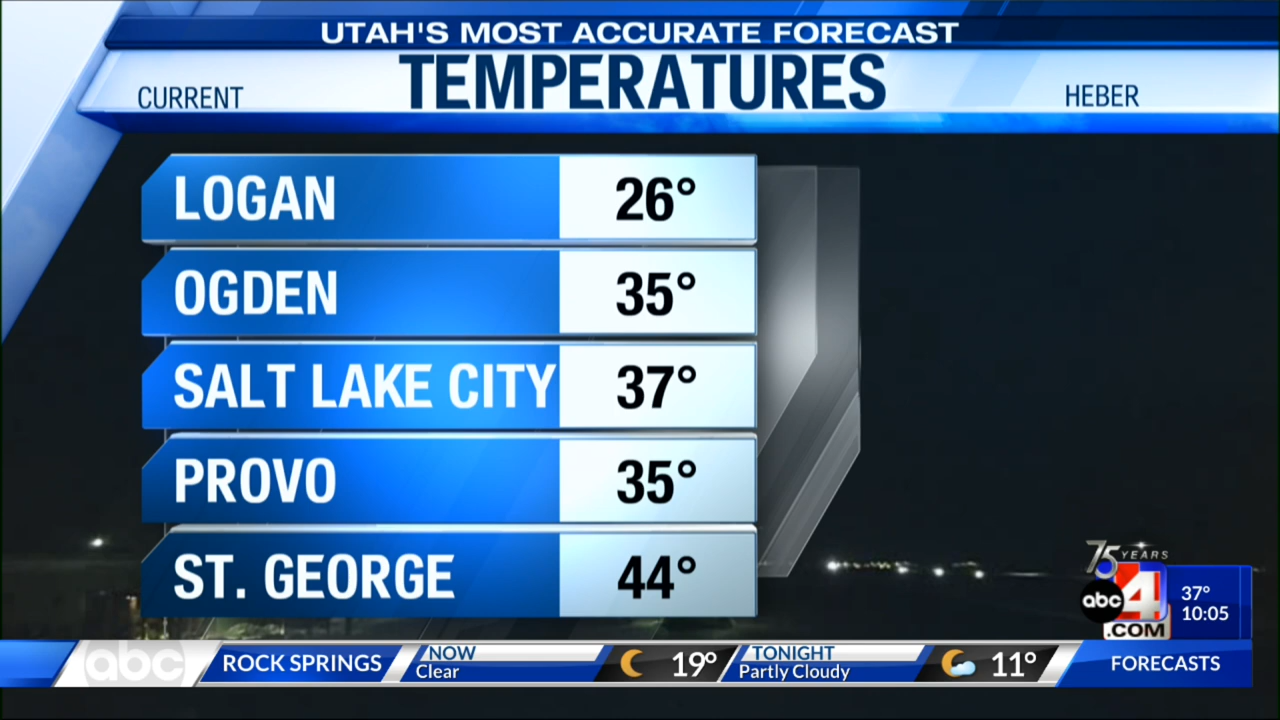 UTAH'S MOST ACCURATE FORECAST
CURRENT
TEMPERATURES
HEBER
LOGAN 26°
OGDEN 35°
SALT LAKE CITY 37°
PROVO 35°
ST. GEORGE 44°
75 YEARS
abc 4
.COM
37°
10:05
abc
ROCK SPRINGS
NOW
Clear
19°
TONIGHT
Partly Cloudy
11°
FORECASTS